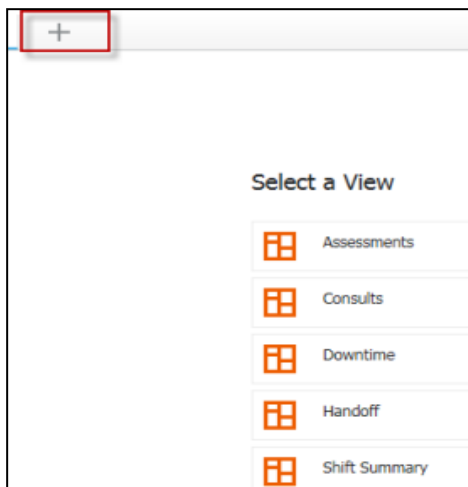 Select a View
Assessments
Consults
Downtime
Handoff
Shift Summary